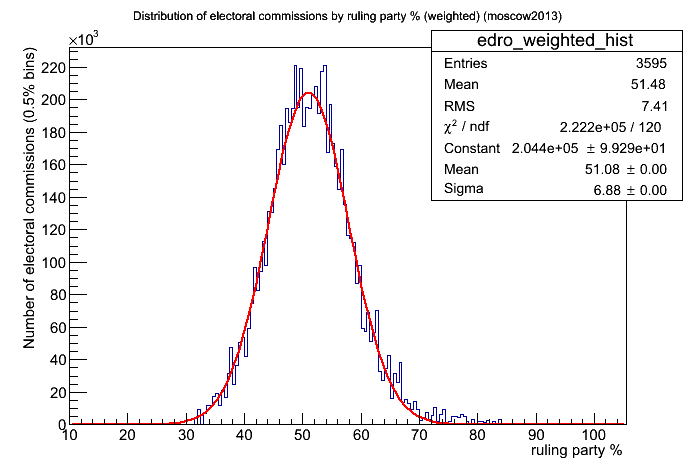 Distribution of electoral commissions by ruling party % (weighted) (moscow2013)
×10³
edro_weighted_hist
Entries 3595
Mean 51.48
RMS 7.41
χ² / ndf 2.222e+05 / 120
Constant 2.044e+05 ± 9.929e+01
Mean 51.08 ± 0.00
Sigma 6.88 ± 0.00
Number of electoral commissions (0.5% bins)
220
200
180
160
140
120
100
80
60
40
20
0
10 20 30 40 50 60 70 80 90 100
ruling party %